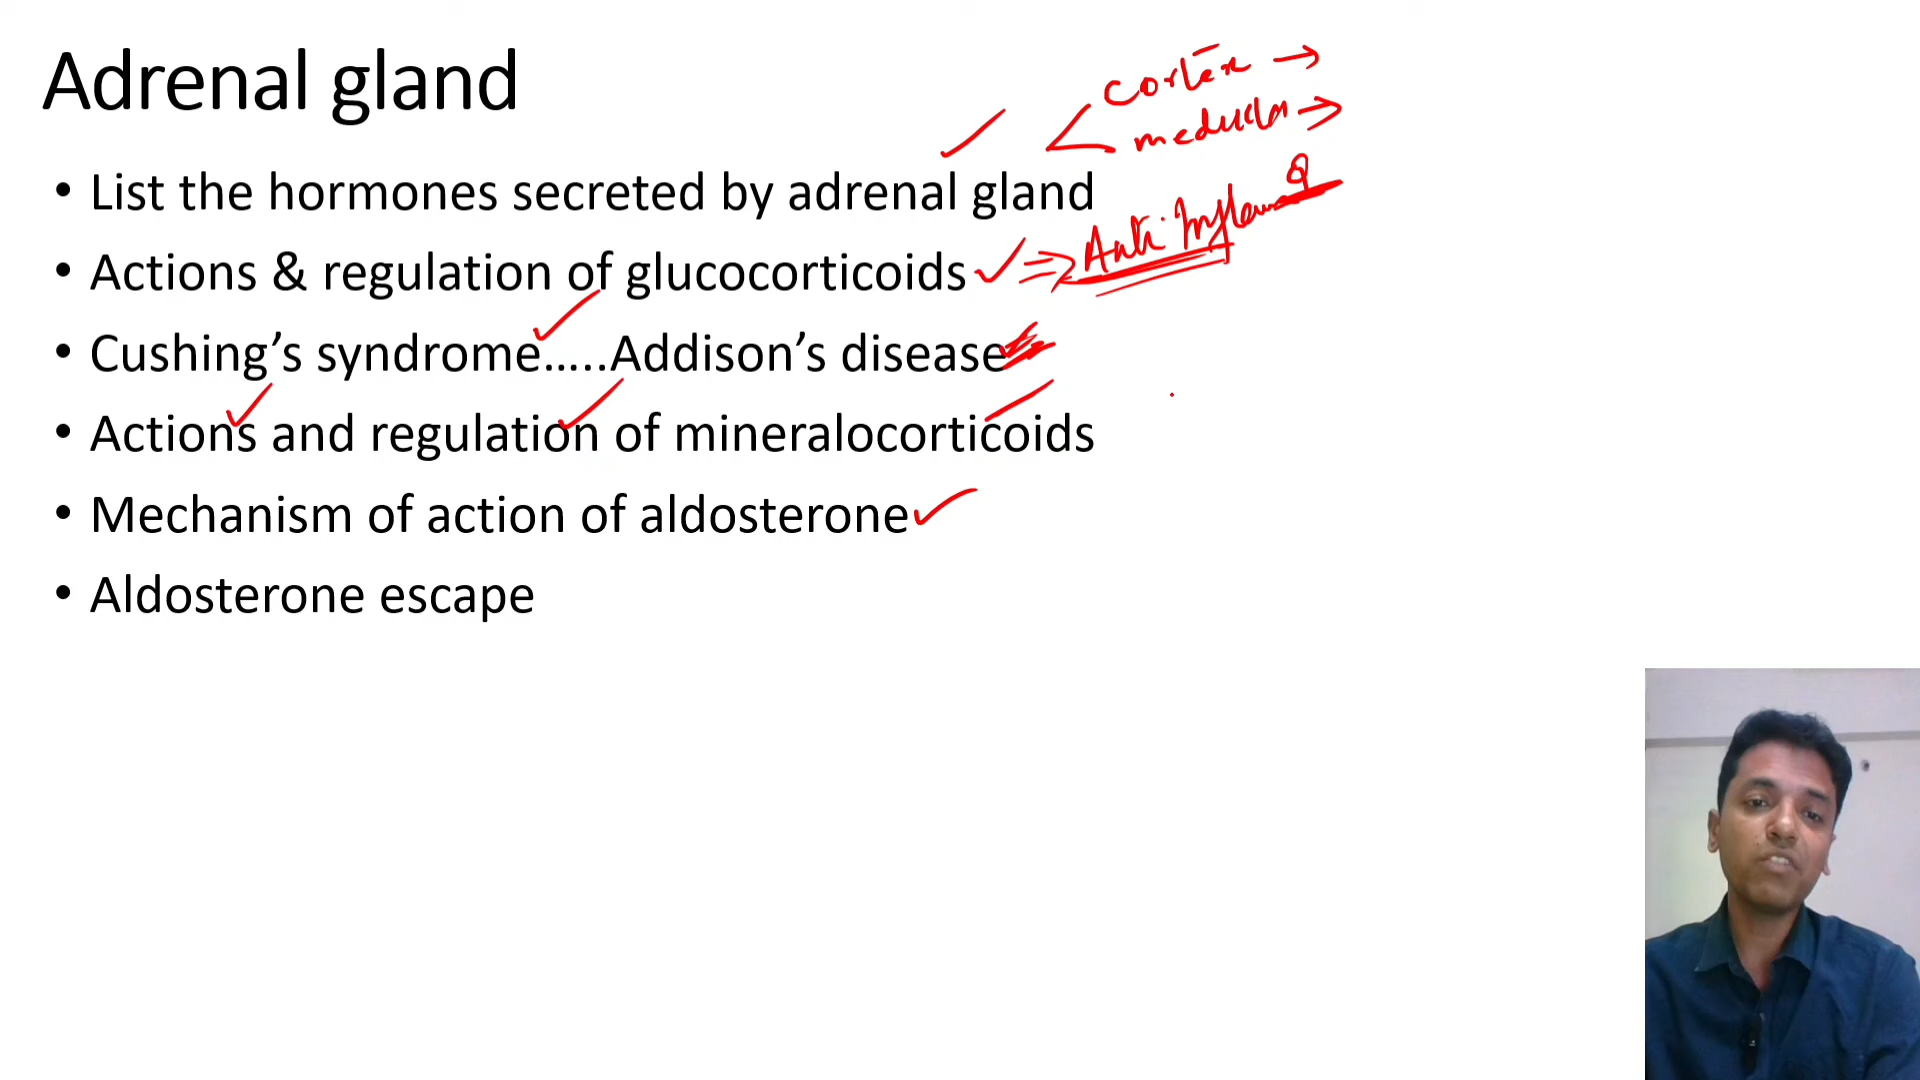 Adrenal gland
cortex →
medulla →
• List the hormones secreted by adrenal gland
• Actions & regulation of glucocorticoids
⇒ Anti
• Cushing’s syndrome…..Addison’s disease
• Actions and regulation of mineralocorticoids
• Mechanism of action of aldosterone
• Aldosterone escape